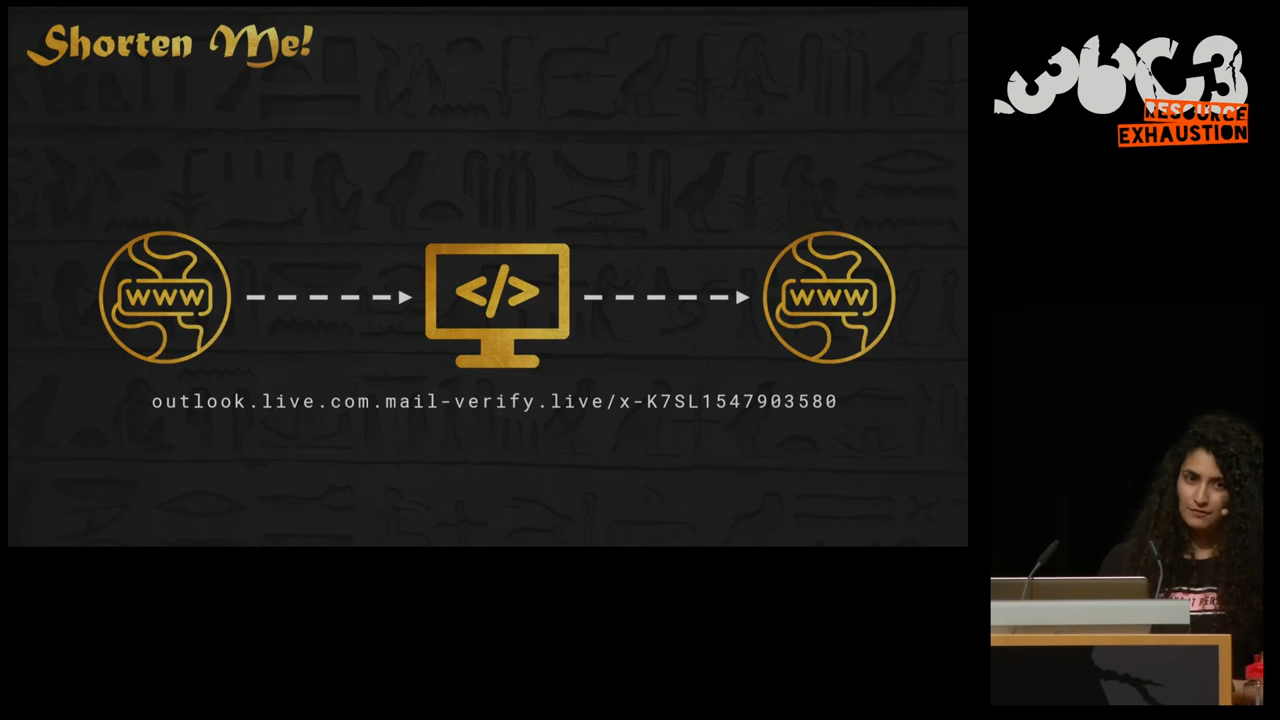 Shorten Me!
36C3
RESOURCE
EXHAUSTION
www
www
outlook.live.com.mail-verify.live/x-K7SL1547903580